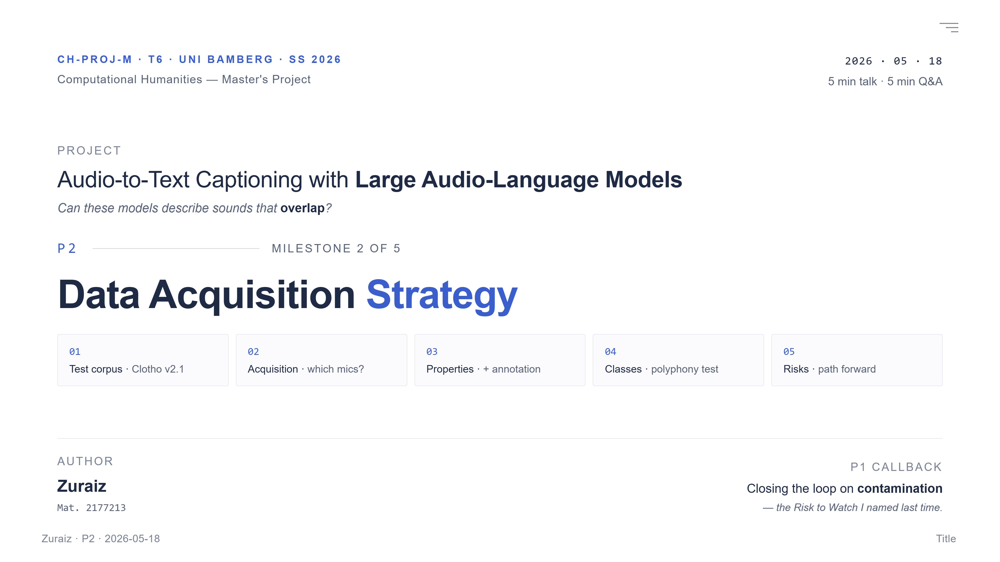 CH-PROJ-M · T6 · UNI BAMBERG · SS 2026
Computational Humanities — Master's Project
2026 · 05 · 18
5 min talk · 5 min Q&A
PROJECT
Audio-to-Text Captioning with Large Audio-Language Models
Can these models describe sounds that overlap?
P2
MILESTONE 2 OF 5
Data Acquisition Strategy
01
Test corpus · Clotho v2.1
02
Acquisition · which mics?
03
Properties · + annotation
04
Classes · polyphony test
05
Risks · path forward
AUTHOR
Zuraiz
Mat. 2177213
P1 CALLBACK
Closing the loop on contamination
— the Risk to Watch I named last time.
Zuraiz · P2 · 2026-05-18
Title